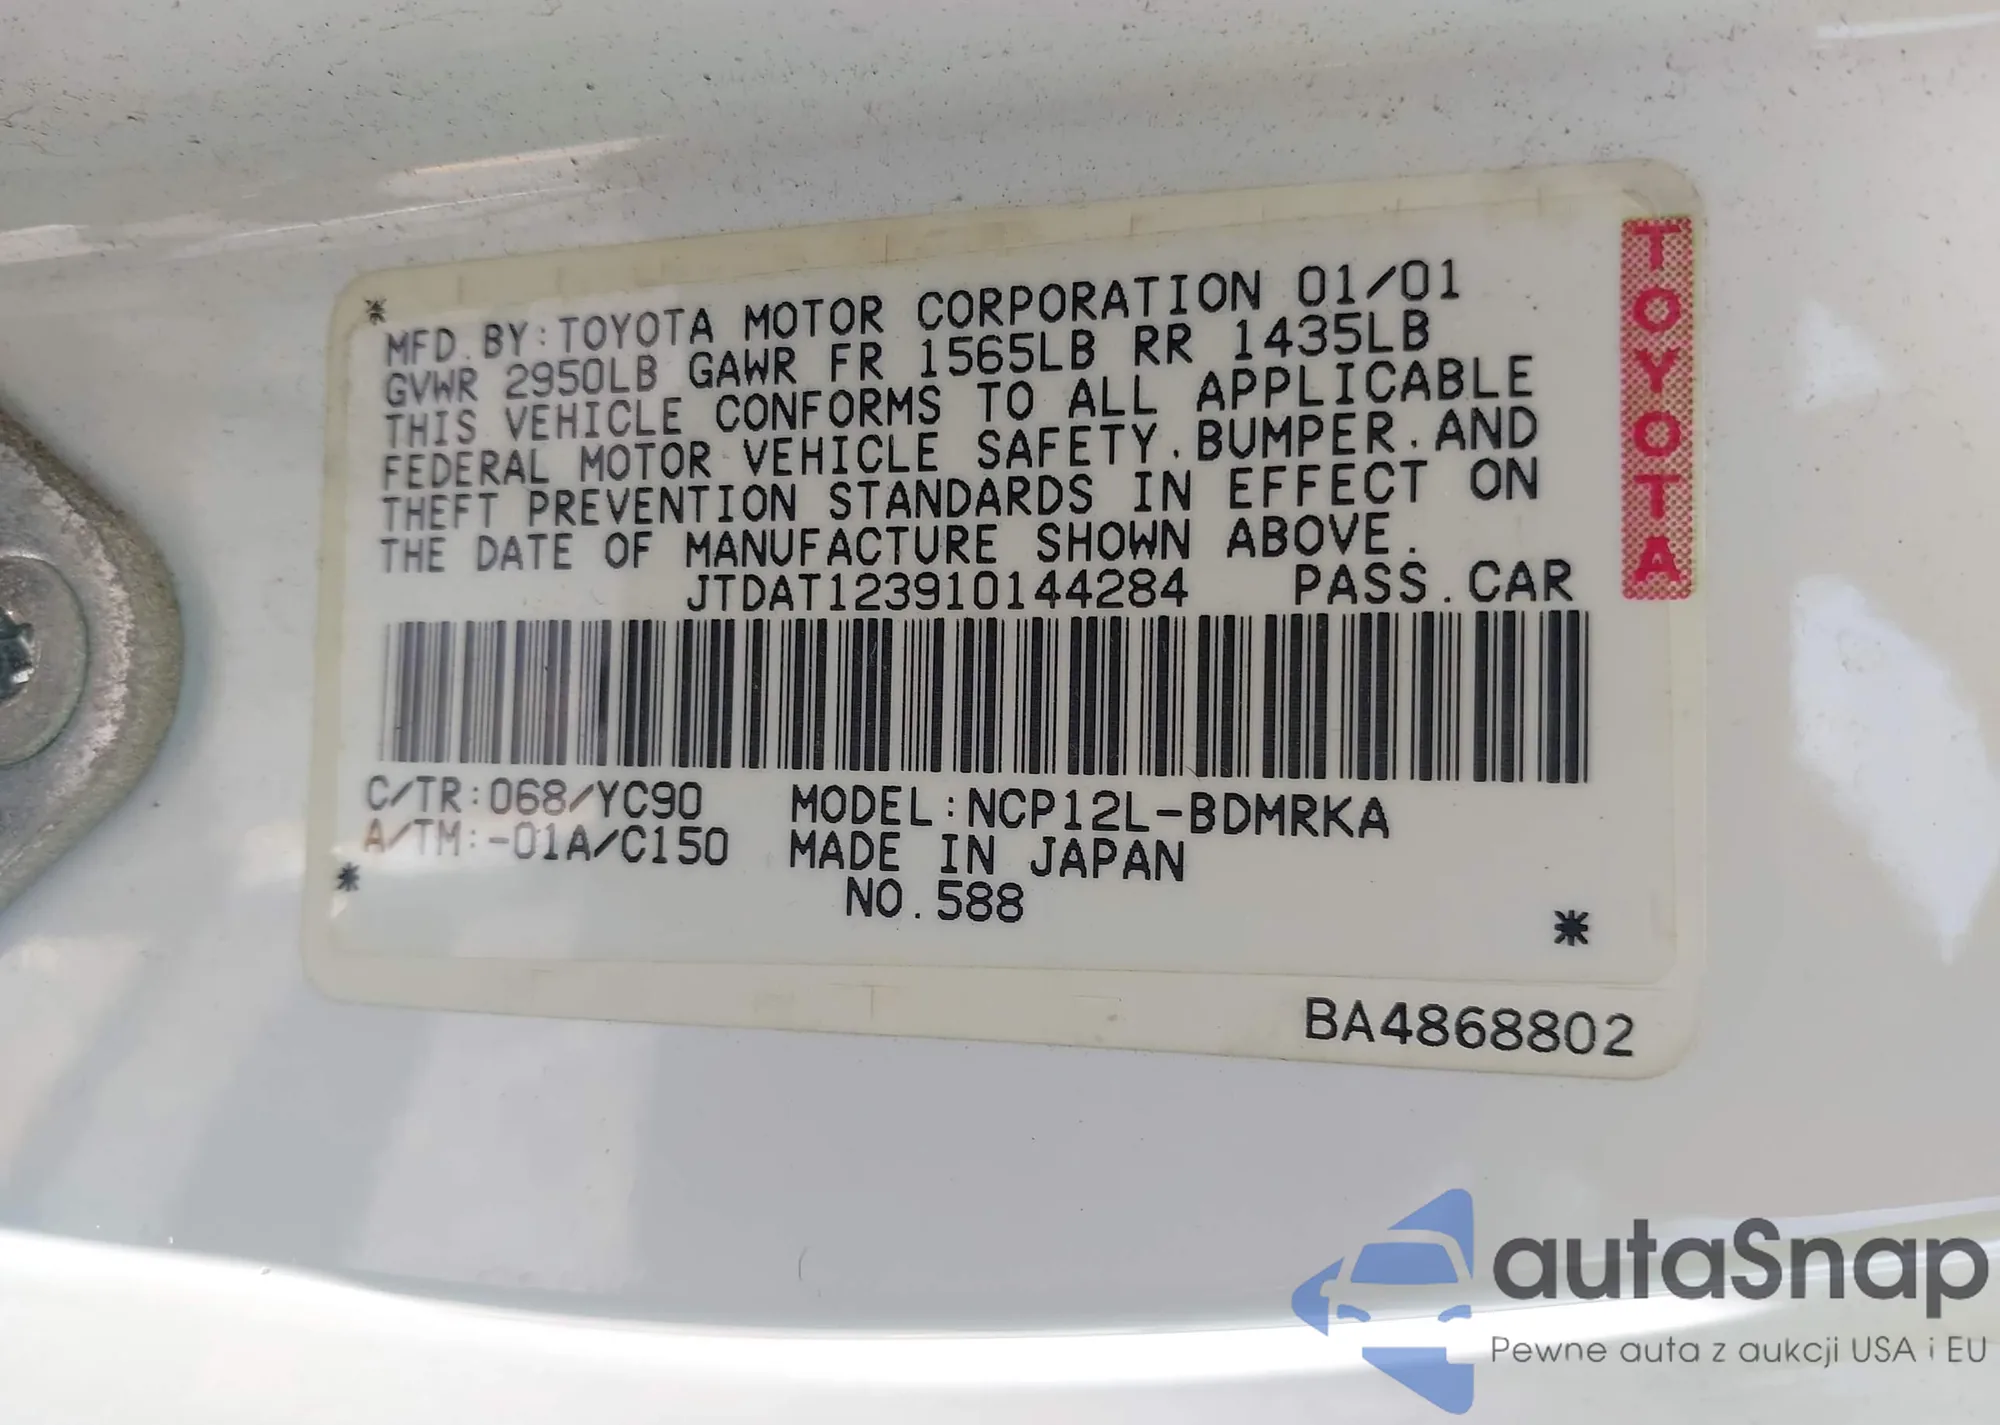 MFD. BY: TOYOTA MOTOR CORPORATION 01/01
GVWR 2950LB GAWR FR 1565LB RR 1435LB
THIS VEHICLE CONFORMS TO ALL APPLICABLE
FEDERAL MOTOR VEHICLE SAFETY. BUMPER. AND
THEFT PREVENTION STANDARDS IN EFFECT ON
THE DATE OF MANUFACTURE SHOWN ABOVE.
JTDAT123910144284 PASS. CAR
TOYOTA
C/TR: 068/YC90 MODEL: NCP12L-BDMRKA
A/TM: -01A/C150 MADE IN JAPAN
NO. 588
BA4868802
autaSnap
Pewne auta z aukcji USA i EU